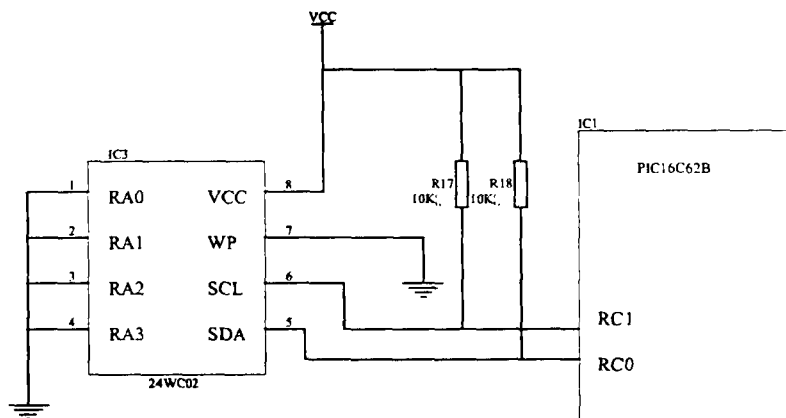 VCC
IC3
IC1
PIC16C62B
1 RA0 VCC 8
R17 R18
10K 10K
2 RA1 WP 7
3 RA2 SCL 6
4 RA3 SDA 5
RC1
RC0
24WC02